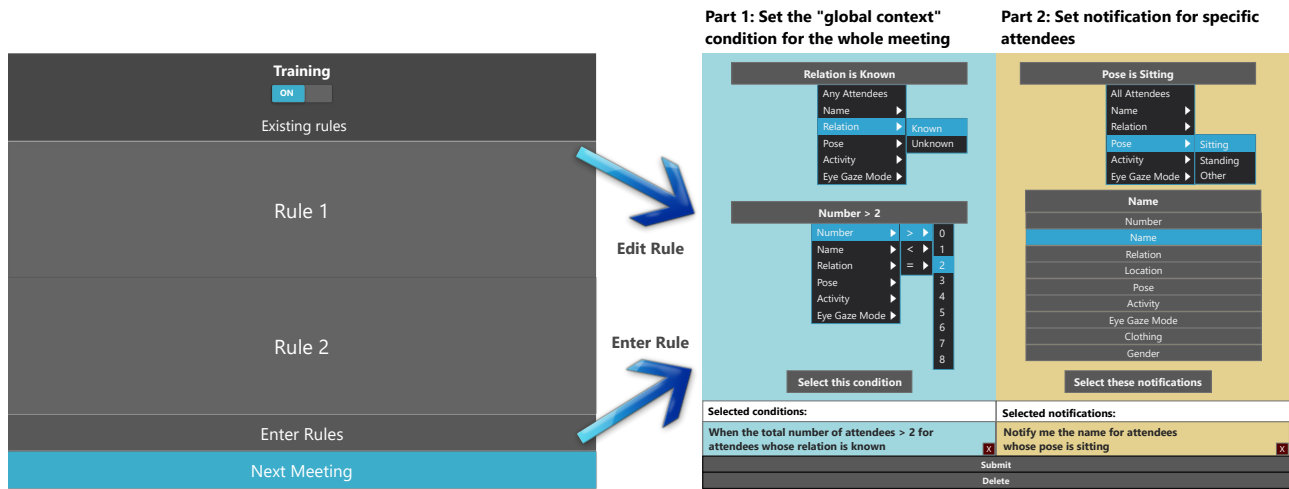 Training
ON
Existing rules
Rule 1
Rule 2
Enter Rules
Next Meeting
Edit Rule
Enter Rule
Part 1: Set the "global context"
condition for the whole meeting
Relation is Known
Any Attendees
Name
Relation
Known
Pose
Unknown
Activity
Eye Gaze Mode
Number > 2
Number > 0
Name < 1
Relation = 2
Pose 3
Activity 4
Eye Gaze Mode 5
6
7
8
Select this condition
Selected conditions:
When the total number of attendees > 2 for
attendees whose relation is known
X
Part 2: Set notification for specific
attendees
Pose is Sitting
All Attendees
Name
Relation
Pose
Sitting
Activity
Standing
Eye Gaze Mode
Other
Name
Number
Name
Relation
Location
Pose
Activity
Eye Gaze Mode
Clothing
Gender
Select these notifications
Selected notifications:
Notify me the name for attendees
whose pose is sitting
X
Submit
Delete